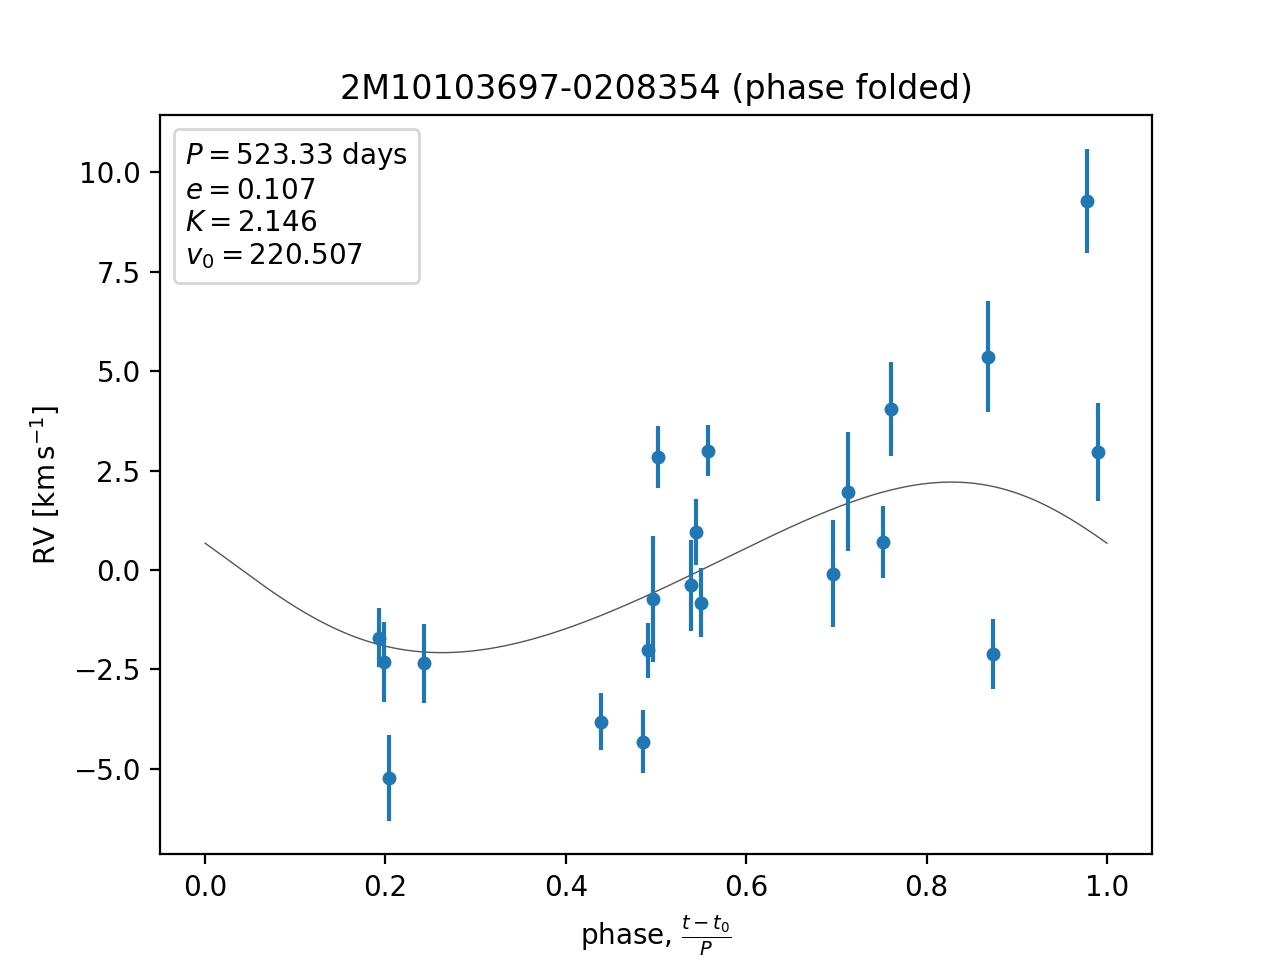 2M10103697-0208354 (phase folded)
P = 523.33 days
e = 0.107
K = 2.146
v₀ = 220.507
10.0
7.5
5.0
2.5
0.0
−2.5
−5.0
RV [km s⁻¹]
0.0 0.2 0.4 0.6 0.8 1.0
phase, (t − t₀)/P